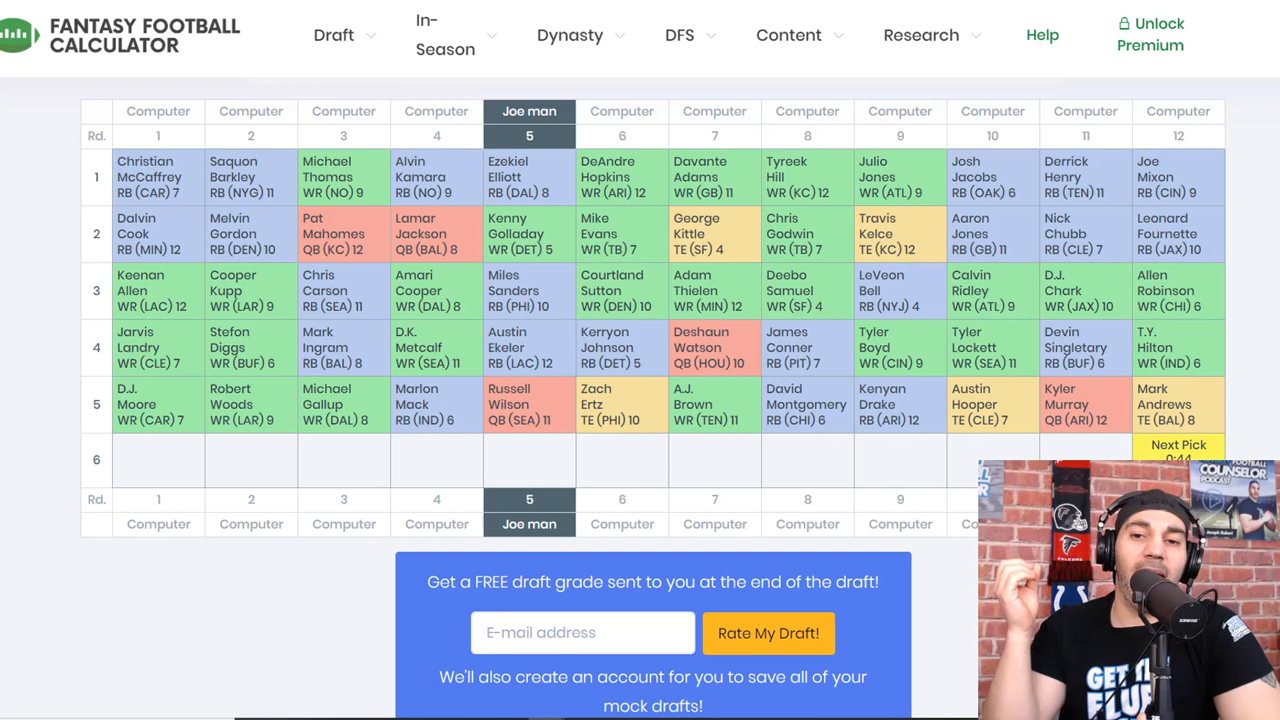 FANTASY FOOTBALL
CALCULATOR
Draft
In-
Season
Dynasty
DFS
Content
Research
Help
Unlock
Premium
Computer Computer Computer Computer Joe man Computer Computer Computer Computer Computer Computer Computer
Rd. 1 2 3 4 5 6 7 8 9 10 11 12
1
Christian
McCaffrey
RB (CAR) 7
Saquon
Barkley
RB (NYG) 11
Michael
Thomas
WR (NO) 9
Alvin
Kamara
RB (NO) 9
Ezekiel
Elliott
RB (DAL) 8
DeAndre
Hopkins
WR (ARI) 12
Davante
Adams
WR (GB) 11
Tyreek
Hill
WR (KC) 12
Julio
Jones
WR (ATL) 9
Josh
Jacobs
RB (OAK) 6
Derrick
Henry
RB (TEN) 11
Joe
Mixon
RB (CIN) 9
2
Dalvin
Cook
RB (MIN) 12
Melvin
Gordon
RB (DEN) 10
Pat
Mahomes
QB (KC) 12
Lamar
Jackson
QB (BAL) 8
Kenny
Golladay
WR (DET) 5
Mike
Evans
WR (TB) 7
George
Kittle
TE (SF) 4
Chris
Godwin
WR (TB) 7
Travis
Kelce
TE (KC) 12
Aaron
Jones
RB (GB) 11
Nick
Chubb
RB (CLE) 7
Leonard
Fournette
RB (JAX) 10
3
Keenan
Allen
WR (LAC) 12
Cooper
Kupp
WR (LAR) 9
Chris
Carson
RB (SEA) 11
Amari
Cooper
WR (DAL) 8
Miles
Sanders
RB (PHI) 10
Courtland
Sutton
WR (DEN) 10
Adam
Thielen
WR (MIN) 12
Deebo
Samuel
WR (SF) 4
LeVeon
Bell
RB (NYJ) 4
Calvin
Ridley
WR (ATL) 9
D.J.
Chark
WR (JAX) 10
Allen
Robinson
WR (CHI) 6
4
Jarvis
Landry
WR (CLE) 7
Stefon
Diggs
WR (BUF) 6
Mark
Ingram
RB (BAL) 8
D.K.
Metcalf
WR (SEA) 11
Austin
Ekeler
RB (LAC) 12
Kerryon
Johnson
RB (DET) 5
Deshaun
Watson
QB (HOU) 10
James
Conner
RB (PIT) 7
Tyler
Boyd
WR (CIN) 9
Tyler
Lockett
WR (SEA) 11
Devin
Singletary
RB (BUF) 6
T.Y.
Hilton
WR (IND) 6
5
D.J.
Moore
WR (CAR) 7
Robert
Woods
WR (LAR) 9
Michael
Gallup
WR (DAL) 8
Marlon
Mack
RB (IND) 6
Russell
Wilson
QB (SEA) 11
Zach
Ertz
TE (PHI) 10
A.J.
Brown
WR (TEN) 11
David
Montgomery
RB (CHI) 6
Kenyan
Drake
RB (ARI) 12
Austin
Hooper
TE (CLE) 7
Kyler
Murray
QB (ARI) 12
Mark
Andrews
TE (BAL) 8
6
Next Pick
0:44
Rd. 1 2 3 4 5 6 7 8 9
Computer Computer Computer Computer Joe man Computer Computer Computer Computer
Get a FREE draft grade sent to you at the end of the draft!
E-mail address
Rate My Draft!
We'll also create an account for you to save all of your
mock drafts!
FOOTBALL
COUNSELOR
PODCAST
FALCONS
SHURE
GET